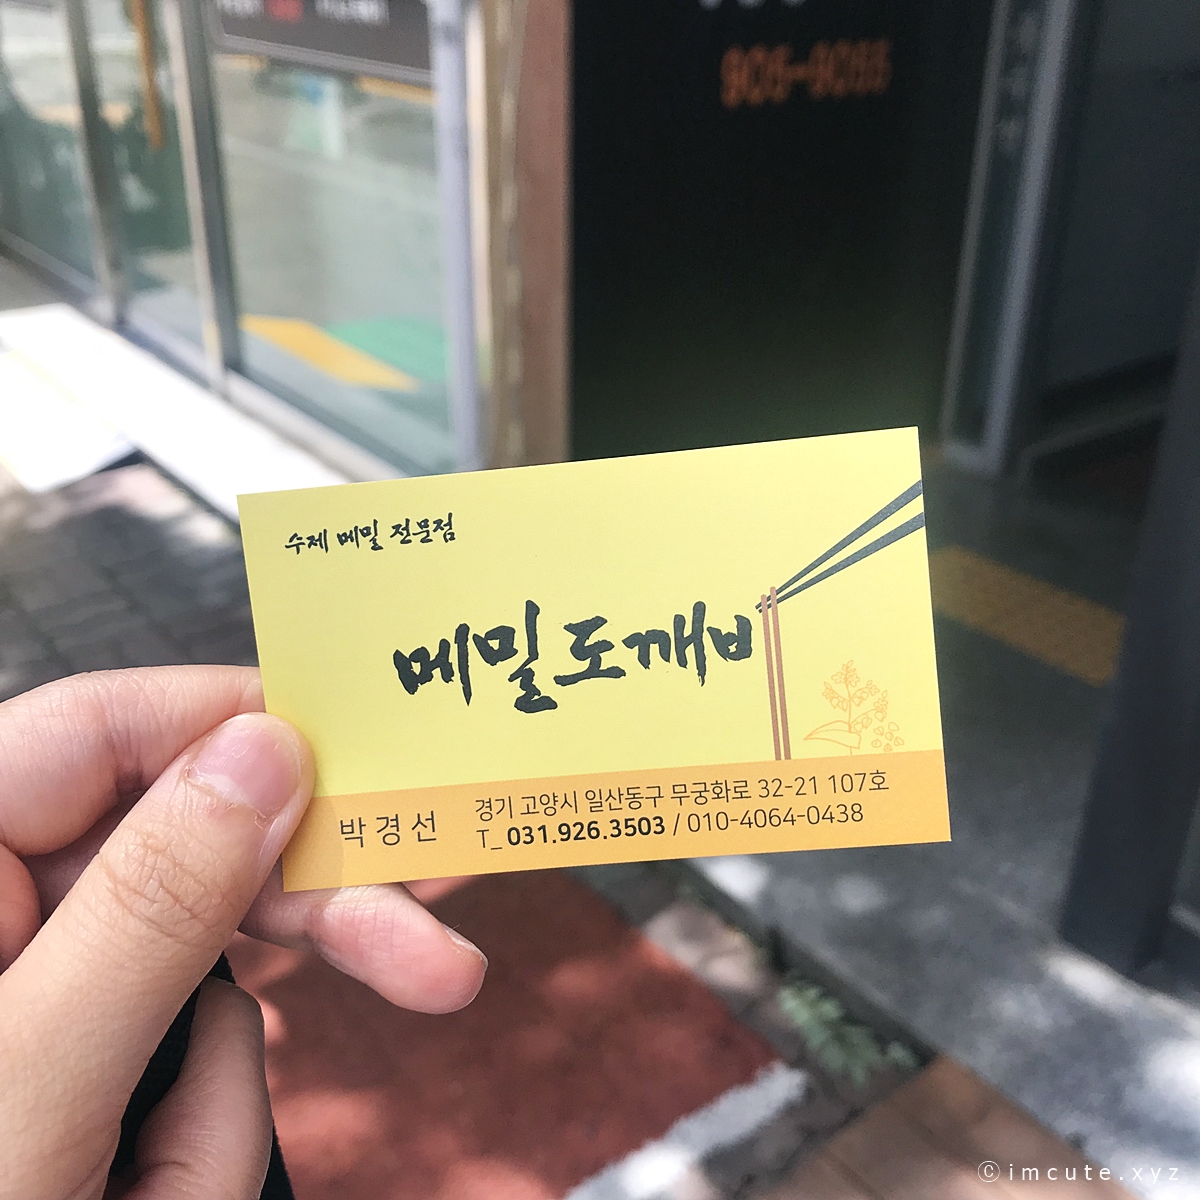 수제 메밀 전문점
메밀도깨비
박경선
경기 고양시 일산동구 무궁화로 32-21 107호
T_031.926.3503 / 010-4064-0438
ⓒimcute.xyz